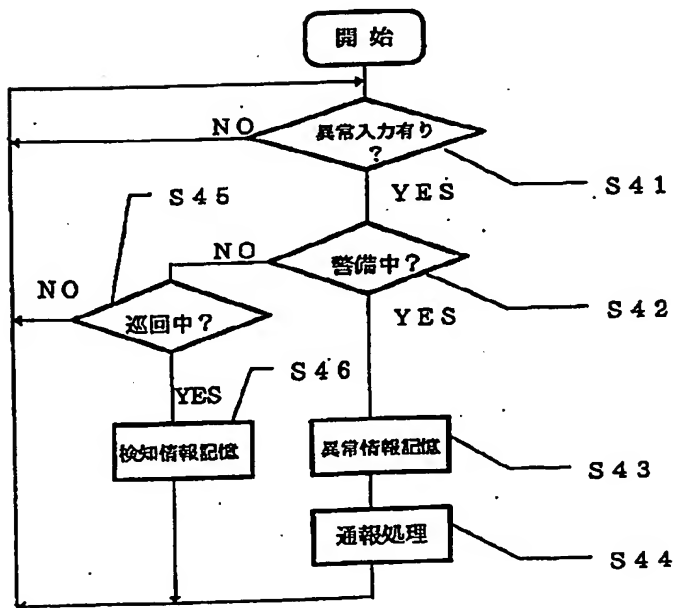 開始
異常入力有り
?
NO
YES
S41
S45
警備中?
NO
YES
S42
巡回中?
NO
YES
S46
検知情報記憶
異常情報記憶
S43
通報処理
S44